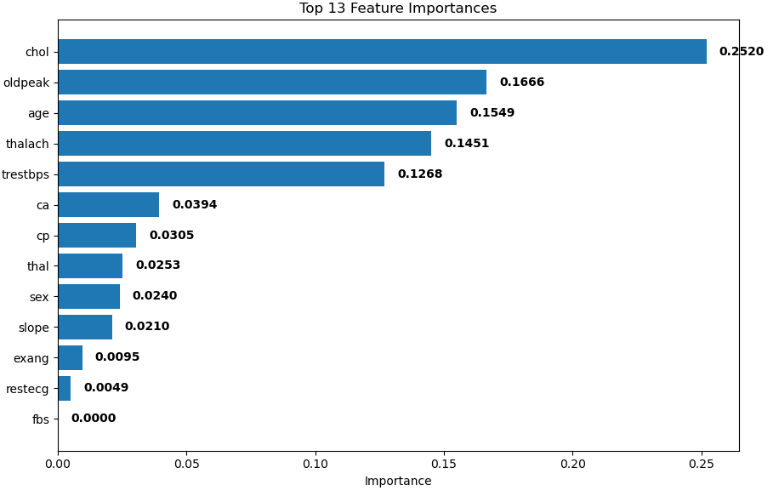 Top 13 Feature Importances
chol 0.2520
oldpeak 0.1666
age 0.1549
thalach 0.1451
trestbps 0.1268
ca 0.0394
cp 0.0305
thal 0.0253
sex 0.0240
slope 0.0210
exang 0.0095
restecg 0.0049
fbs 0.0000
0.00 0.05 0.10 0.15 0.20 0.25
Importance